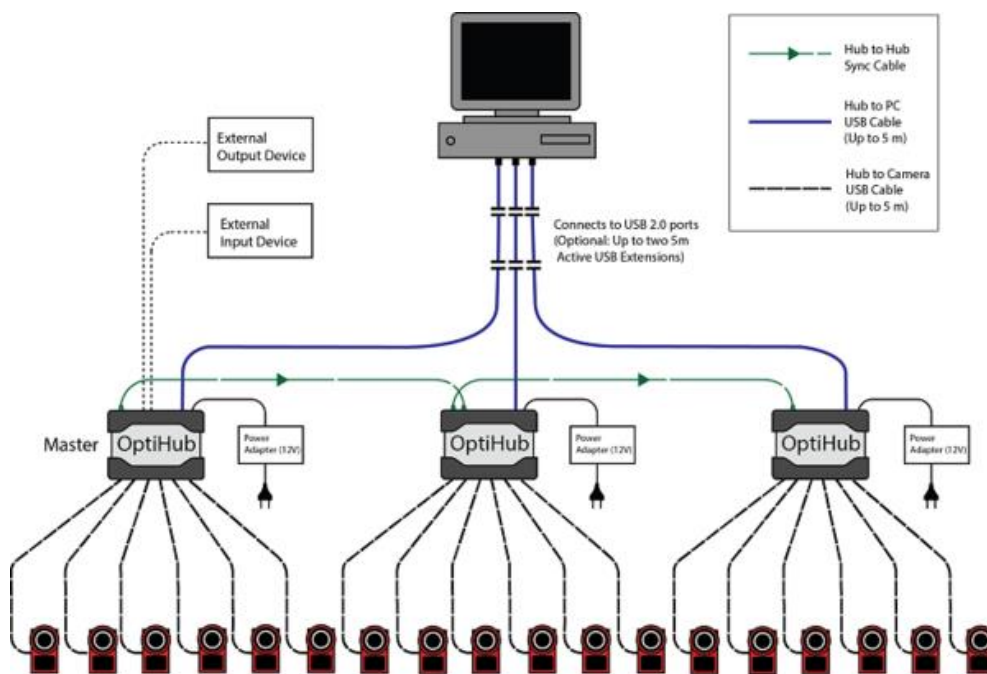 Hub to Hub
Sync Cable
Hub to PC
USB Cable
(Up to 5 m)
Hub to Camera
USB Cable
(Up to 5 m)
External
Output Device
External
Input Device
Connects to USB 2.0 ports
(Optional: Up to two 5m
Active USB Extensions)
Master
OptiHub
Power
Adapter (12V)
OptiHub
Power
Adapter (12V)
OptiHub
Power
Adapter (12V)